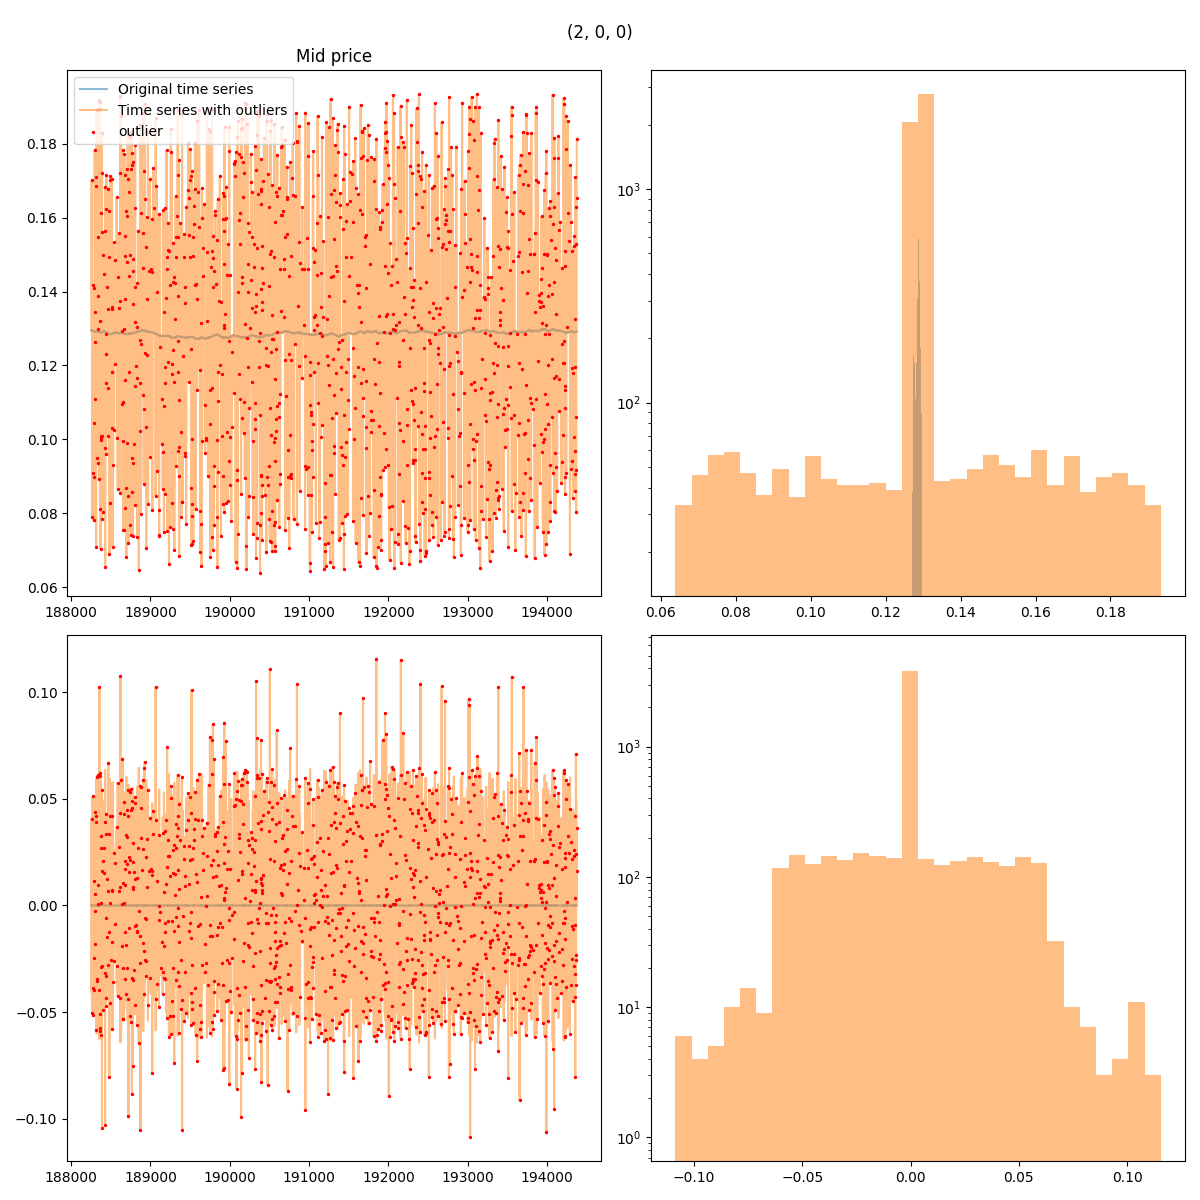 (2, 0, 0)
Mid price
Original time series
Time series with outliers
outlier
0.18
0.16
0.14
0.12
0.10
0.08
0.06
188000 189000 190000 191000 192000 193000 194000
10³
10²
0.06 0.08 0.10 0.12 0.14 0.16 0.18
0.10
0.05
0.00
−0.05
−0.10
188000 189000 190000 191000 192000 193000 194000
10³
10²
10¹
10⁰
−0.10 −0.05 0.00 0.05 0.10